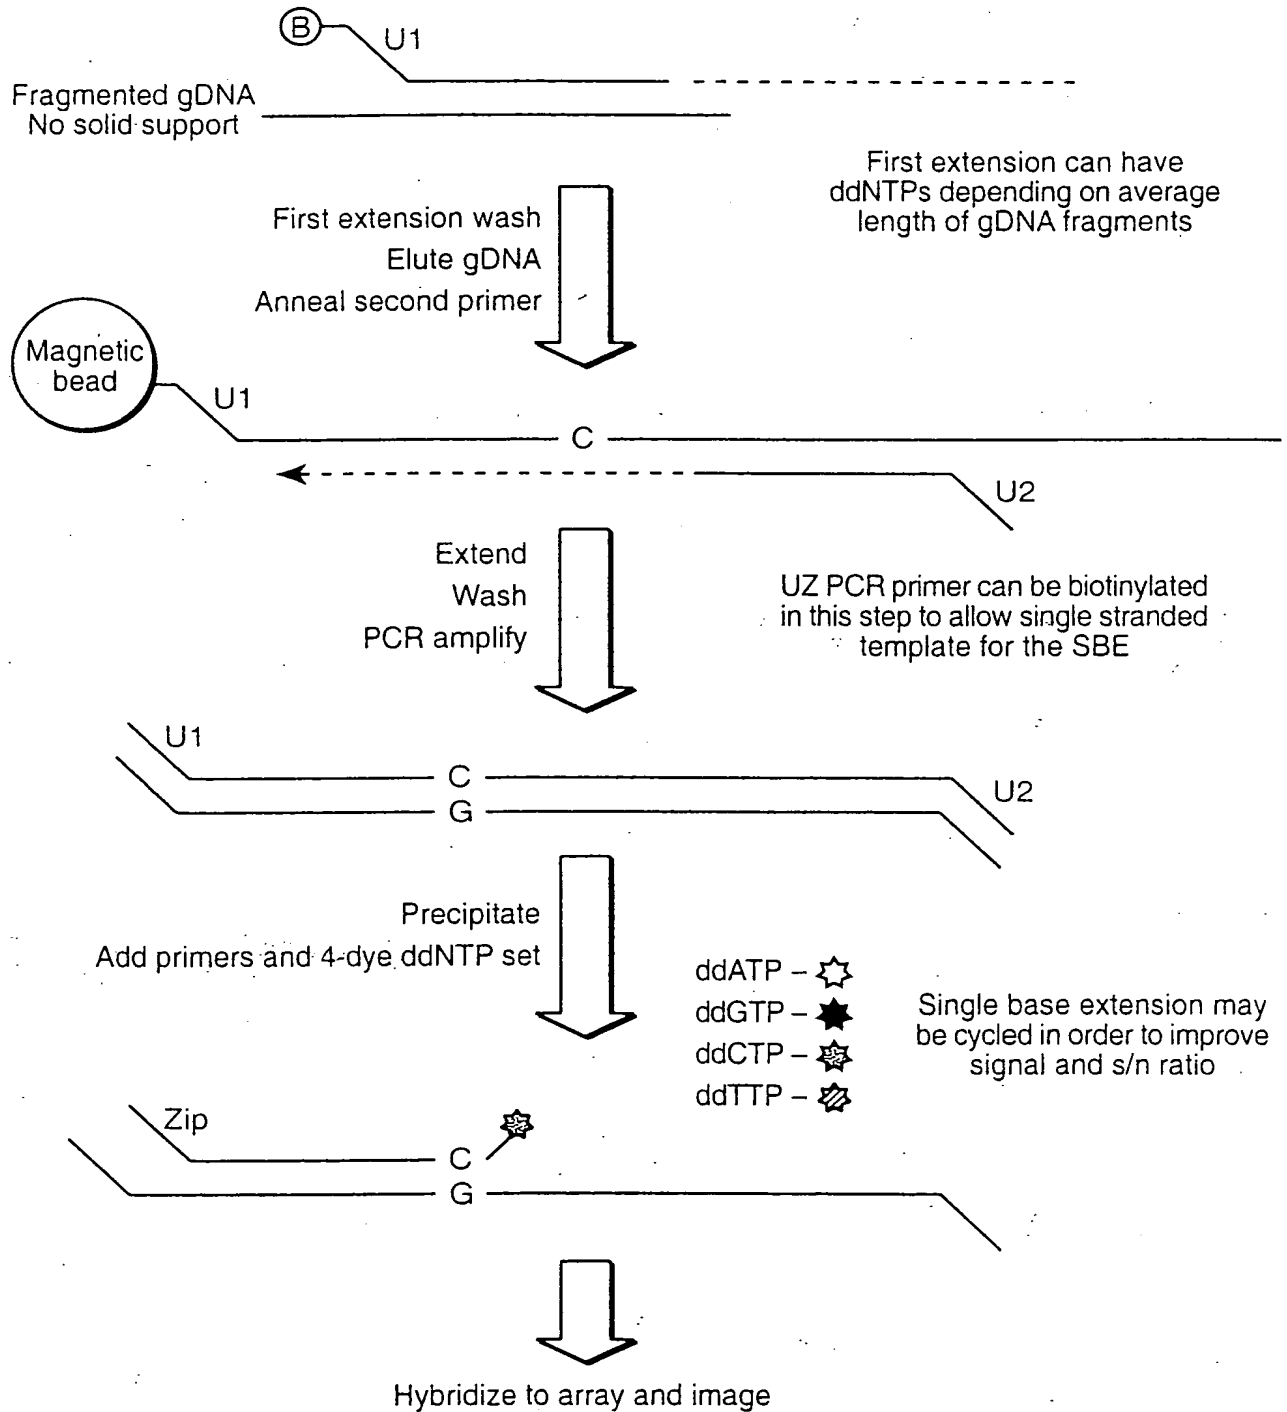 B
U1
Fragmented gDNA
No solid support
First extension can have
ddNTPs depending on average
length of gDNA fragments
First extension wash
Elute gDNA
Anneal second primer
Magnetic
bead
U1
C
U2
Extend
Wash
PCR amplify
UZ PCR primer can be biotinylated
in this step to allow single stranded
template for the SBE
U1
C
G
U2
Precipitate
Add primers and 4-dye ddNTP set
ddATP –
ddGTP –
ddCTP –
ddTTP –
Single base extension may
be cycled in order to improve
signal and s/n ratio
Zip
C
G
Hybridize to array and image